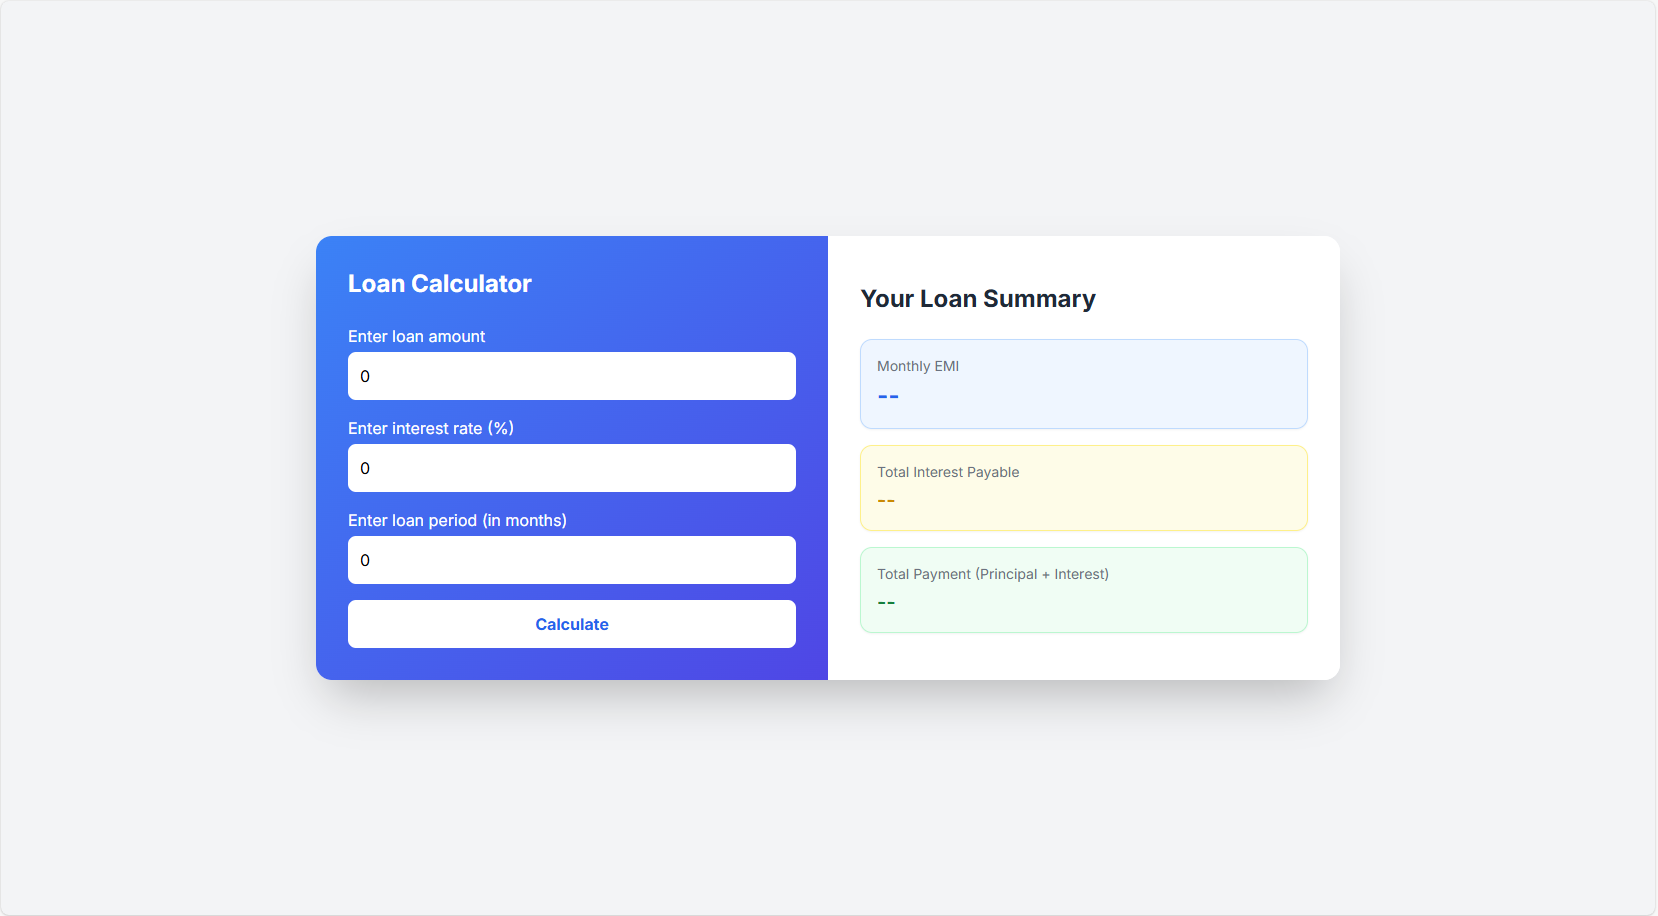 Loan Calculator
Enter loan amount
0
Enter interest rate (%)
0
Enter loan period (in months)
0
Calculate
Your Loan Summary
Monthly EMI
--
Total Interest Payable
--
Total Payment (Principal + Interest)
--